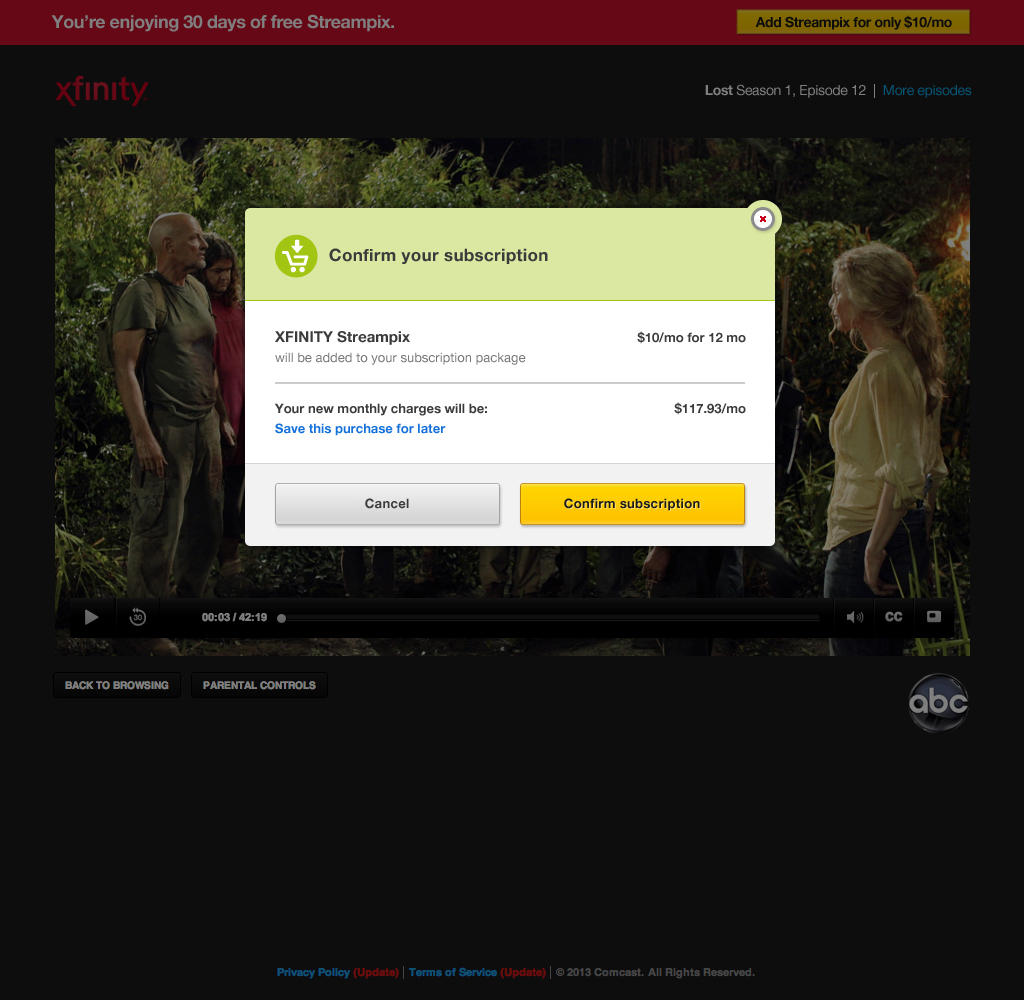 You're enjoying 30 days of free Streampix.
Add Streampix for only $10/mo
xfinity
Lost Season 1, Episode 12 | More episodes
Confirm your subscription
XFINITY Streampix
$10/mo for 12 mo
will be added to your subscription package
Your new monthly charges will be:
$117.93/mo
Save this purchase for later
Cancel
Confirm subscription
30
00:03 / 42:19
CC
BACK TO BROWSING
PARENTAL CONTROLS
abc
Privacy Policy (Update) | Terms of Service (Update) | © 2013 Comcast. All Rights Reserved.